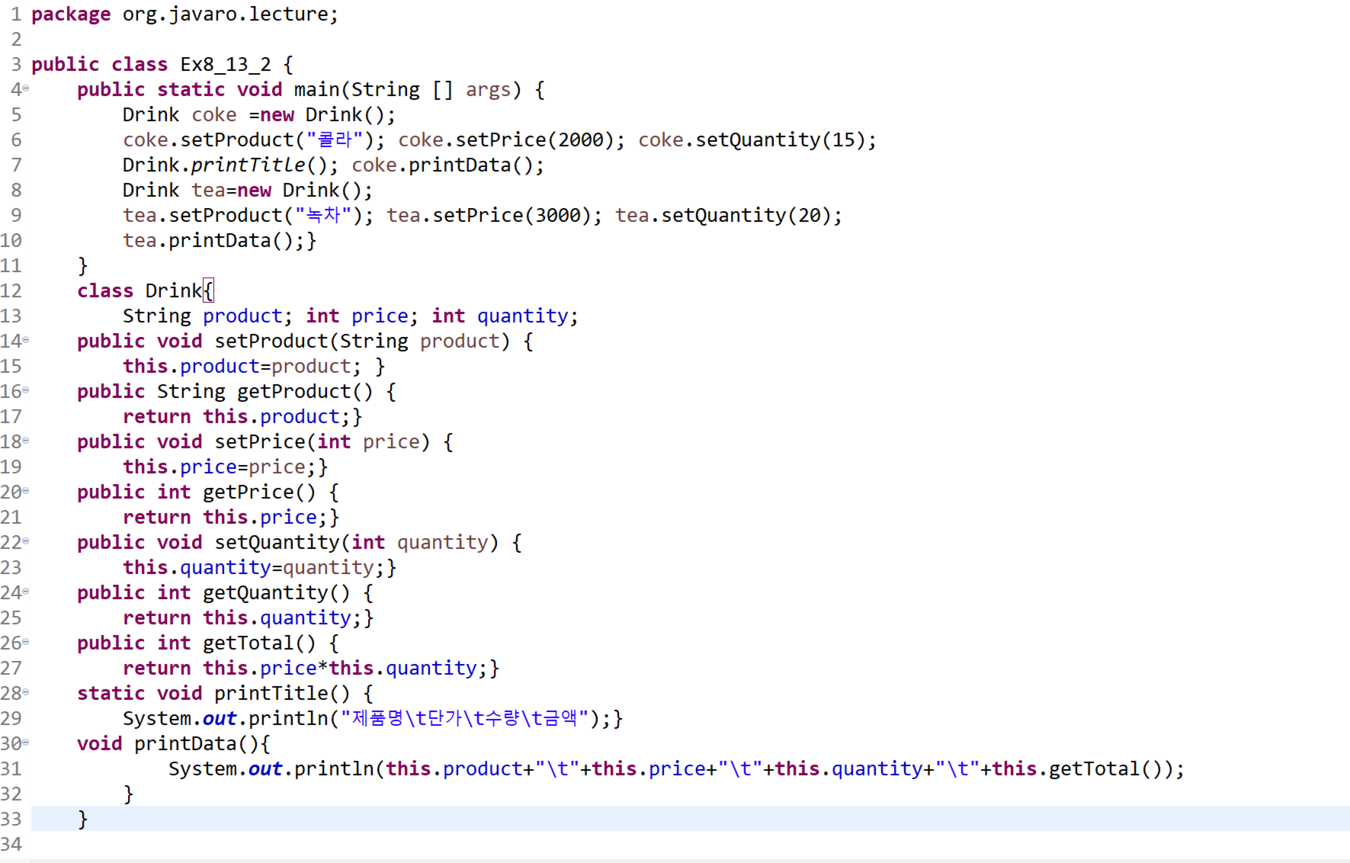 1 package org.javaro.lecture;
2
3 public class Ex8_13_2 {
4     public static void main(String [] args) {
5         Drink coke =new Drink();
6         coke.setProduct("콜라"); coke.setPrice(2000); coke.setQuantity(15);
7         Drink.printTitle(); coke.printData();
8         Drink tea=new Drink();
9         tea.setProduct("녹차"); tea.setPrice(3000); tea.setQuantity(20);
10         tea.printData();}
11     }
12     class Drink{
13         String product; int price; int quantity;
14     public void setProduct(String product) {
15         this.product=product; }
16     public String getProduct() {
17         return this.product;}
18     public void setPrice(int price) {
19         this.price=price;}
20     public int getPrice() {
21         return this.price;}
22     public void setQuantity(int quantity) {
23         this.quantity=quantity;}
24     public int getQuantity() {
25         return this.quantity;}
26     public int getTotal() {
27         return this.price*this.quantity;}
28     static void printTitle() {
29         System.out.println("제품명\t단가\t수량\t금액");}
30     void printData(){
31             System.out.println(this.product+"\t"+this.price+"\t"+this.quantity+"\t"+this.getTotal());
32         }
33     }
34